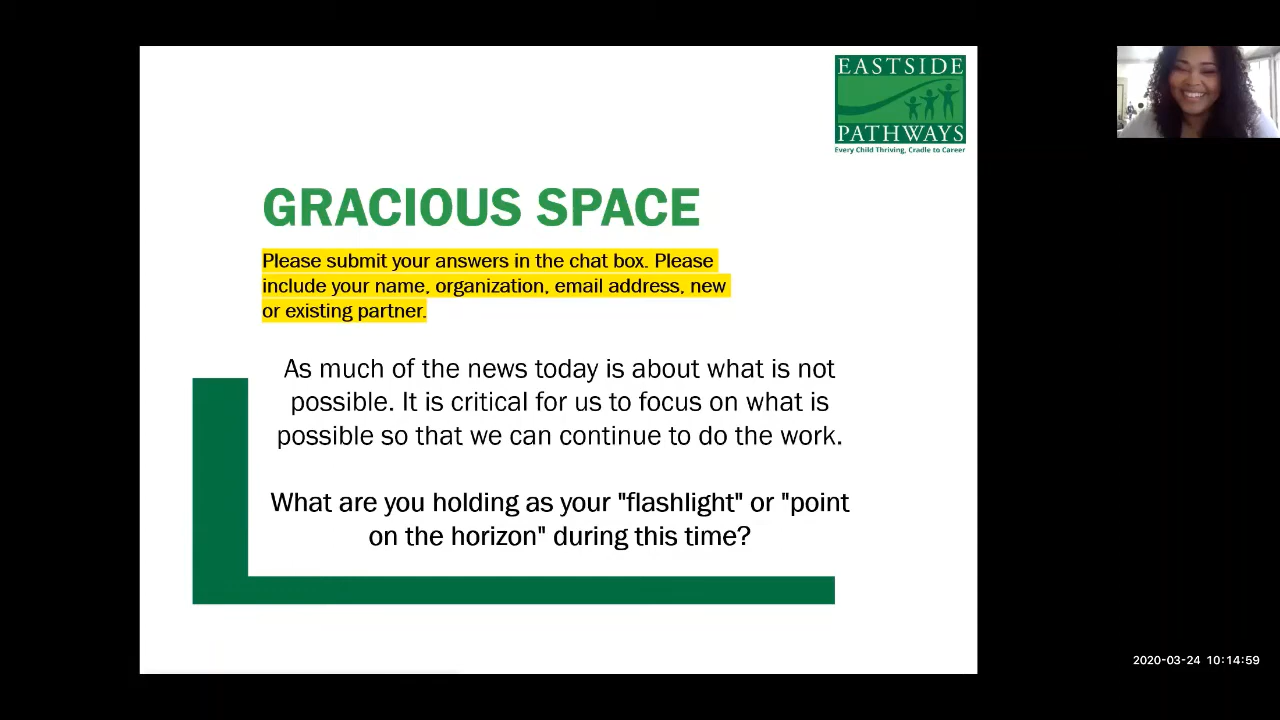 EASTSIDE
PATHWAYS
Every Child Thriving, Cradle to Career
GRACIOUS SPACE
Please submit your answers in the chat box. Please
include your name, organization, email address, new
or existing partner.
As much of the news today is about what is not
possible. It is critical for us to focus on what is
possible so that we can continue to do the work.
What are you holding as your "flashlight" or "point
on the horizon" during this time?
2020-03-24 10:14:59